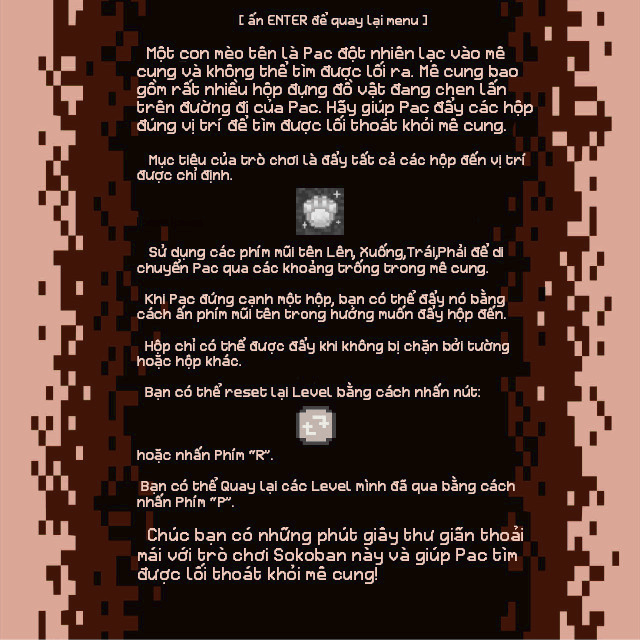 [ ấn ENTER để quay lại menu ]
Một con mèo tên là Pac đột nhiên lạc vào mê
cung và không thể tìm được lối ra. Mê cung bao
gồm rất nhiều hộp đựng đồ vật đang chen lấn
trên đường đi của Pac. Hãy giúp Pac đẩy các hộp
đúng vị trí để tìm được lối thoát khỏi mê cung.
Mục tiêu của trò chơi là đẩy tất cả các hộp đến vị trí
được chỉ định.
Sử dụng các phím mũi tên Lên, Xuống,Trái,Phải để di
chuyển Pac qua các khoảng trống trong mê cung.
Khi Pac đứng cạnh một hộp, bạn có thể đẩy nó bằng
cách ấn phím mũi tên trong hướng muốn đẩy hộp đến.
Hộp chỉ có thể được đẩy khi không bị chặn bởi tường
hoặc hộp khác.
Bạn có thể reset lại Level bằng cách nhấn nút:
hoặc nhấn Phím "R".
Bạn có thể Quay lại các Level mình đã qua bằng cách
nhấn Phím "P".
Chúc bạn có những phút giây thư giãn thoải
mái với trò chơi Sokoban này và giúp Pac tìm
được lối thoát khỏi mê cung!